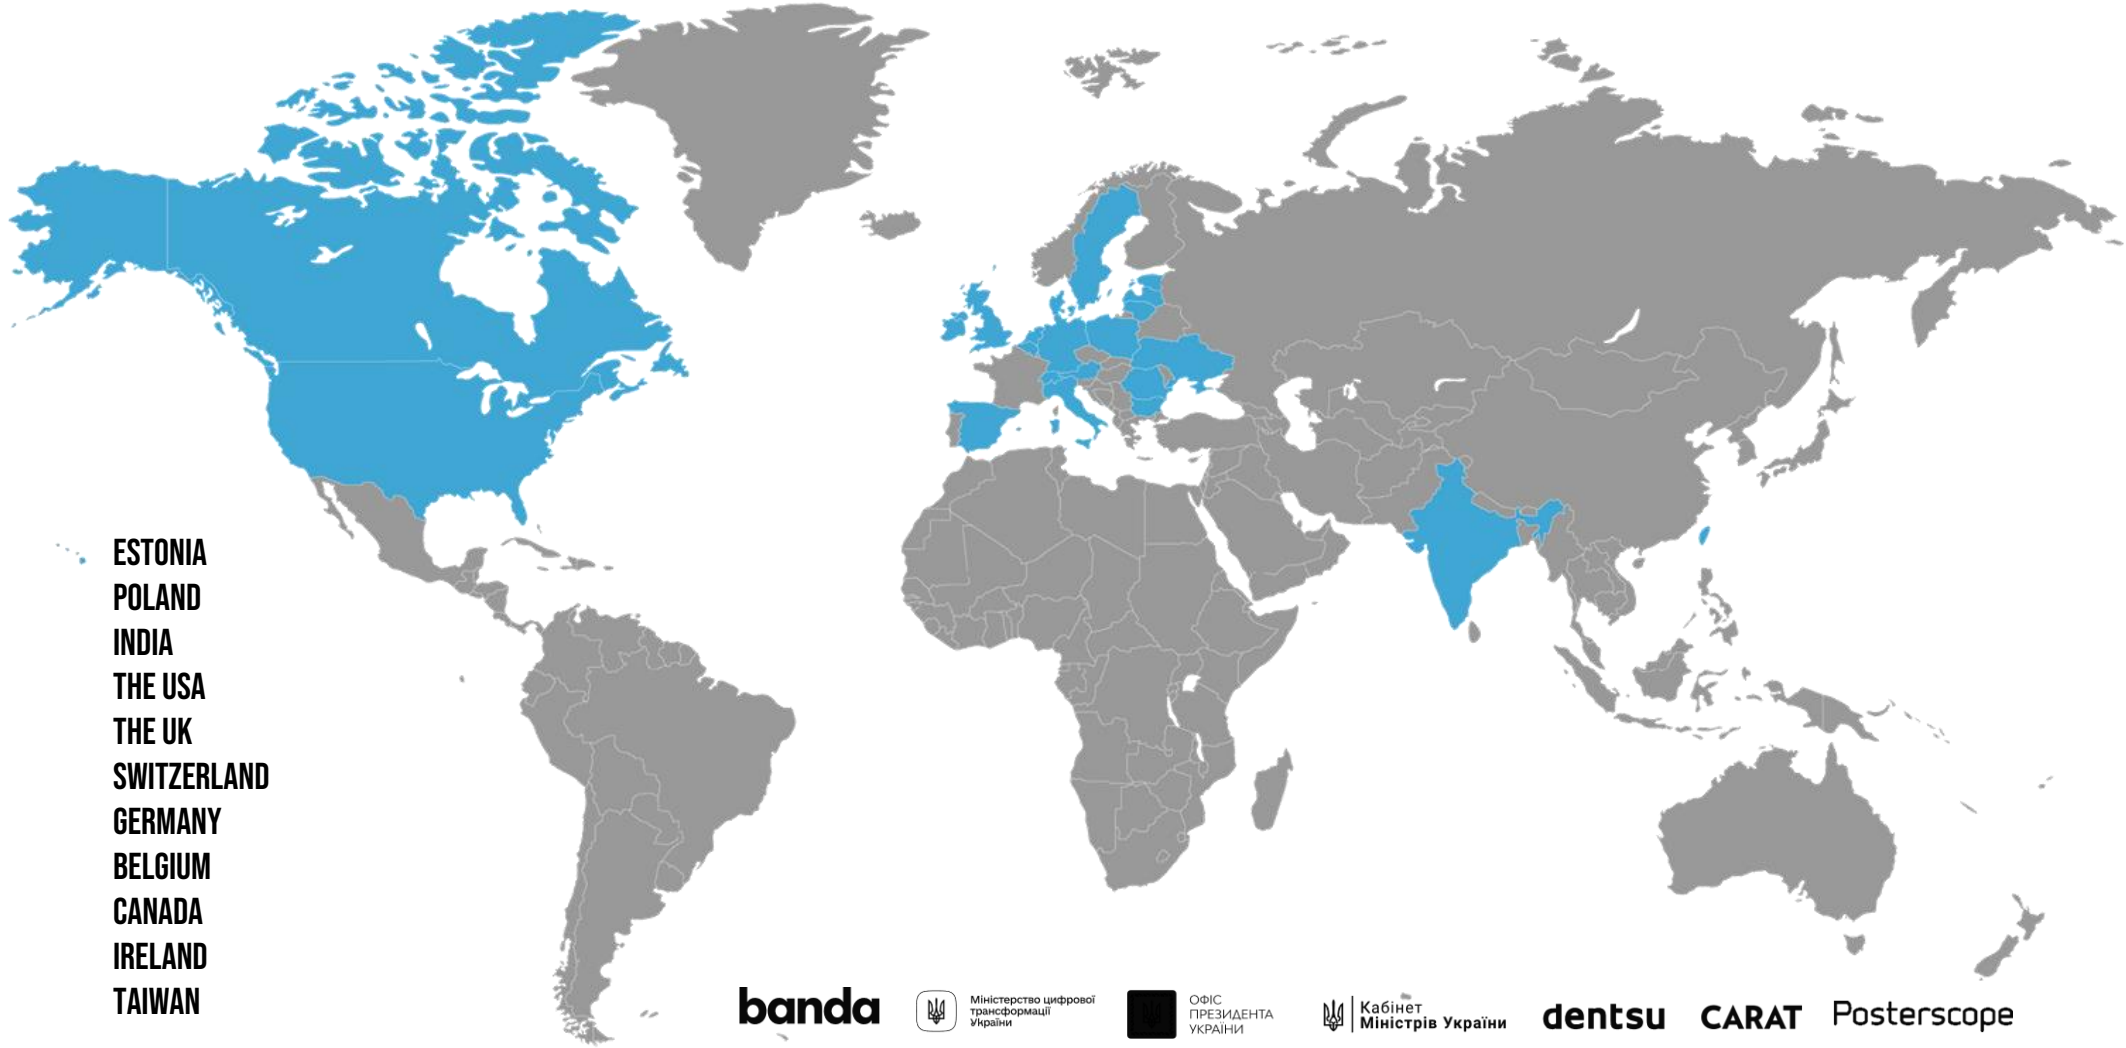 ESTONIA
POLAND
INDIA
THE USA
THE UK
SWITZERLAND
GERMANY
BELGIUM
CANADA
IRELAND
TAIWAN
banda
Міністерство цифрової
трансформації
України
ОФІС
ПРЕЗИДЕНТА
УКРАЇНИ
Кабінет
Міністрів України
dentsu
CARAT
Posterscope